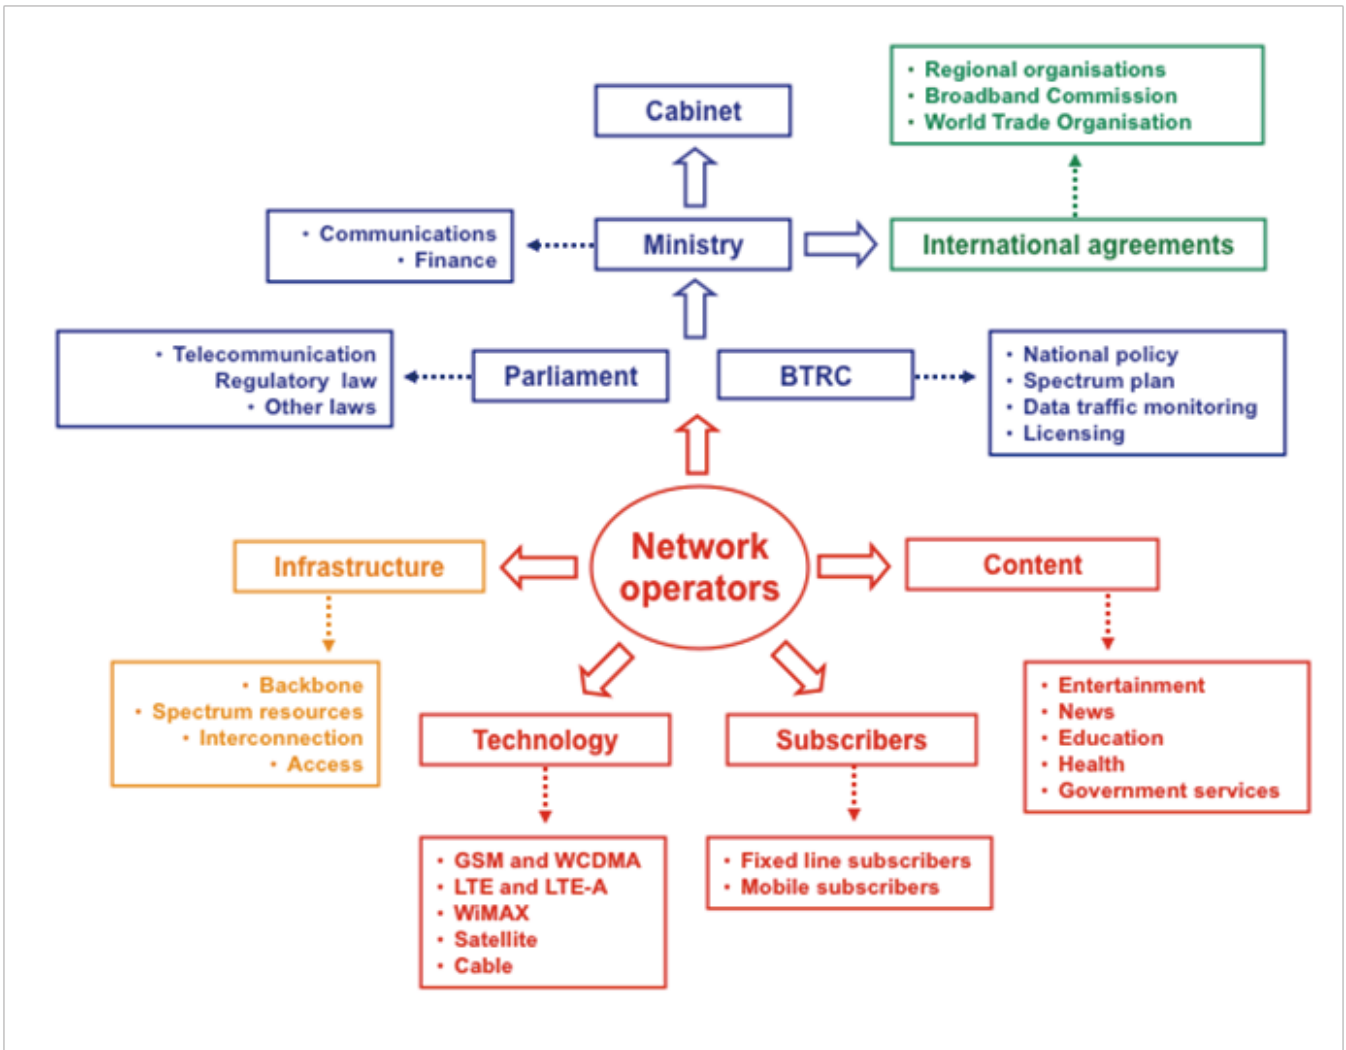 • Regional organisations
• Broadband Commission
• World Trade Organisation
Cabinet
• Communications
• Finance
Ministry
International agreements
• Telecommunication
Regulatory law
• Other laws
Parliament
BTRC
• National policy
• Spectrum plan
• Data traffic monitoring
• Licensing
Network
operators
Infrastructure
Content
• Backbone
• Spectrum resources
• Interconnection
• Access
Technology
Subscribers
• Entertainment
• News
• Education
• Health
• Government services
• GSM and WCDMA
• LTE and LTE-A
• WiMAX
• Satellite
• Cable
• Fixed line subscribers
• Mobile subscribers